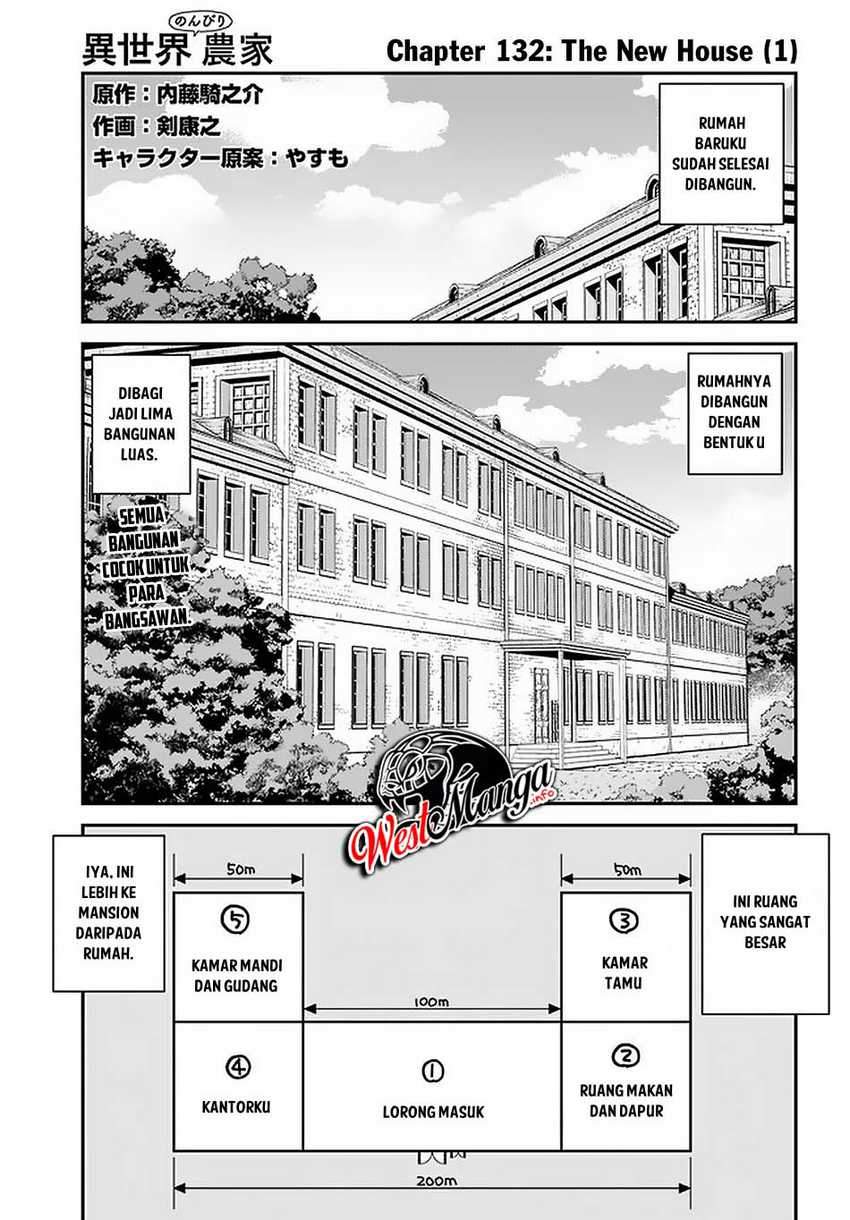 異世界のんびり農家
Chapter 132: The New House (1)
原作：内藤騎之介
作画：剣康之
キャラクター原案：やすも
RUMAH
BARUKU
SUDAH SELESAI
DIBANGUN.
RUMAHNYA
DIBANGUN
DENGAN
BENTUK U
DIBAGI
JADI LIMA
BANGUNAN
LUAS.
SEMUA
BANGUNAN
COCOK UNTUK
PARA
BANGSAWAN.
WestManga
.info
INI RUANG
YANG SANGAT
BESAR
IYA, INI
LEBIH KE
MANSION
DARIPADA
RUMAH.
50m
50m
⑤
KAMAR MANDI
DAN GUDANG
③
KAMAR
TAMU
100m
④
KANTORKU
①
LORONG MASUK
②
RUANG MAKAN
DAN DAPUR
200m